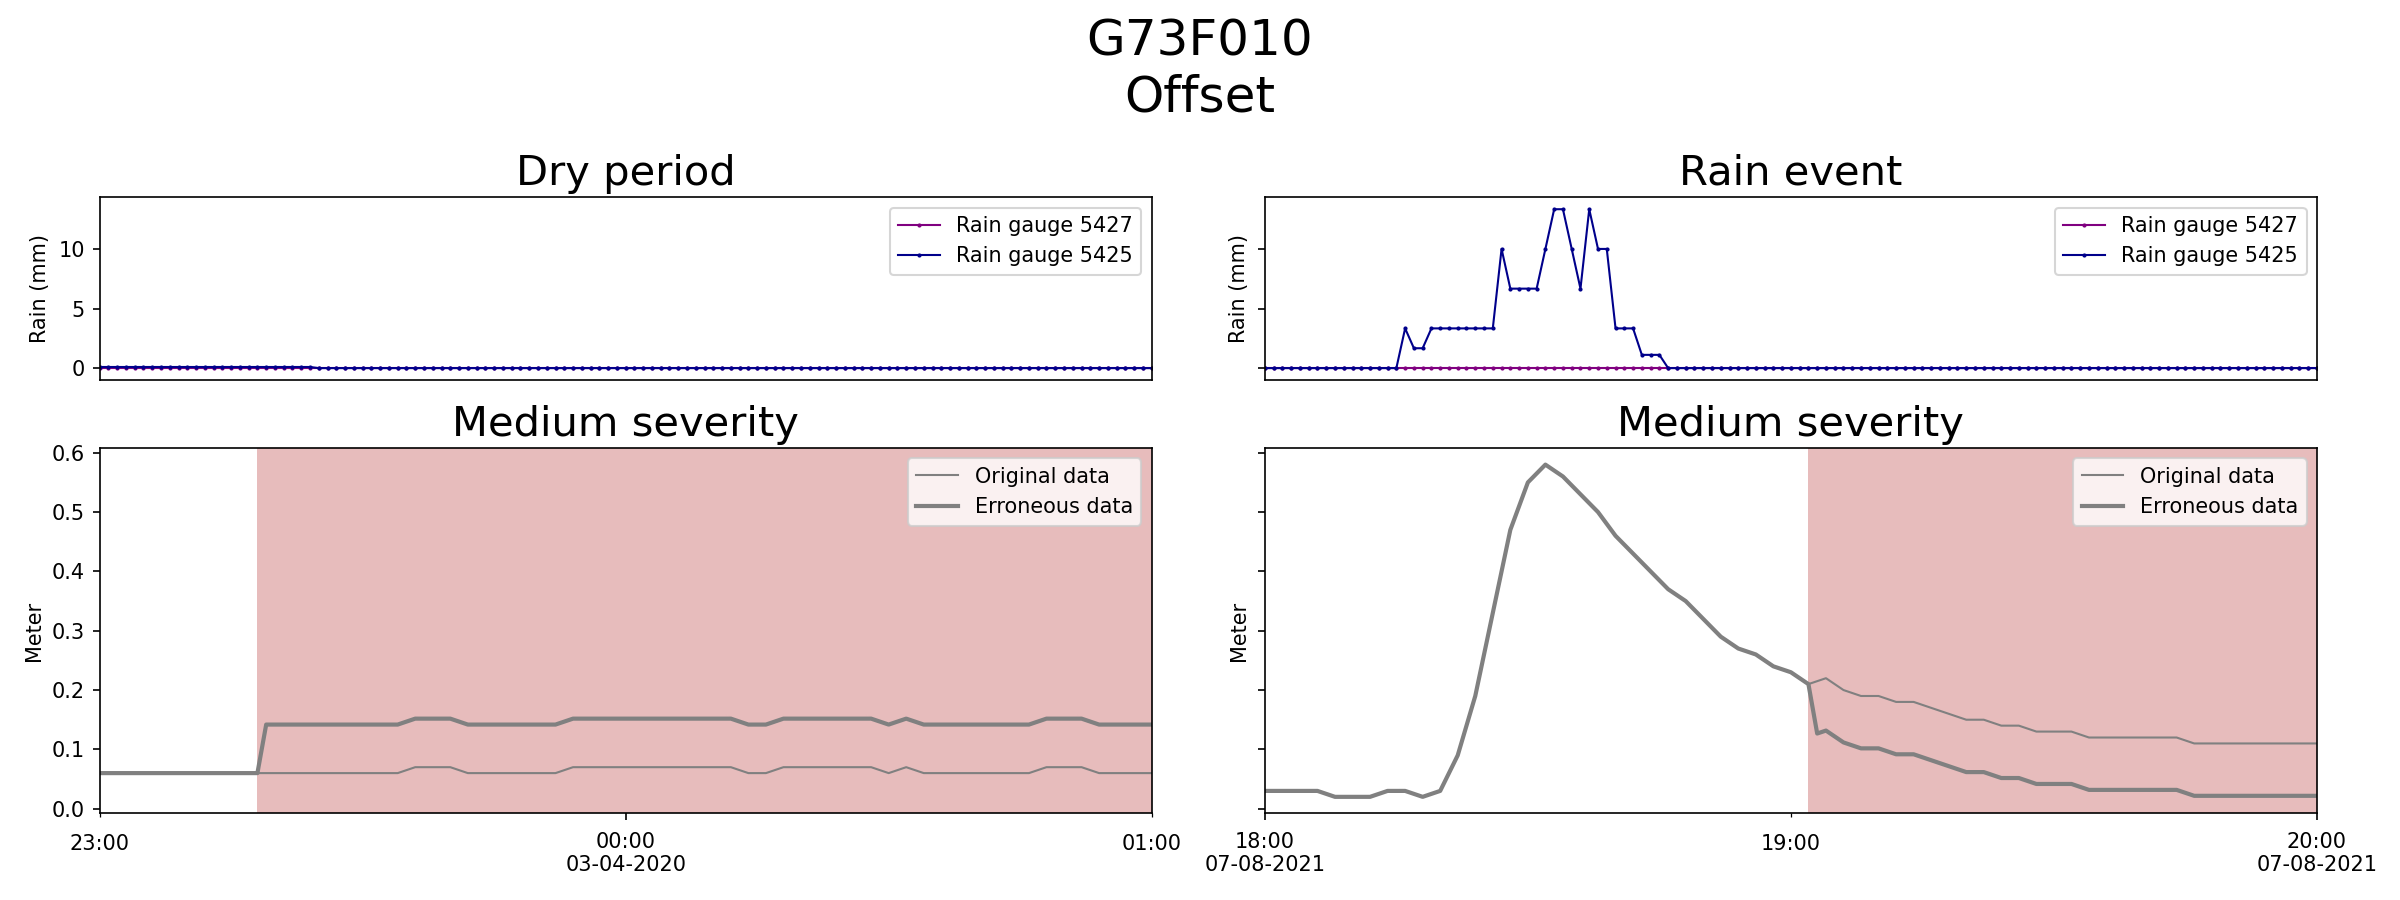 G73F010
Offset
Dry period
Rain event
Rain (mm)
10
5
0
Rain gauge 5427
Rain gauge 5425
Rain (mm)
Rain gauge 5427
Rain gauge 5425
Medium severity
Medium severity
Meter
0.6
0.5
0.4
0.3
0.2
0.1
0.0
Original data
Erroneous data
23:00
00:00
03-04-2020
01:00
Meter
Original data
Erroneous data
18:00
07-08-2021
19:00
20:00
07-08-2021